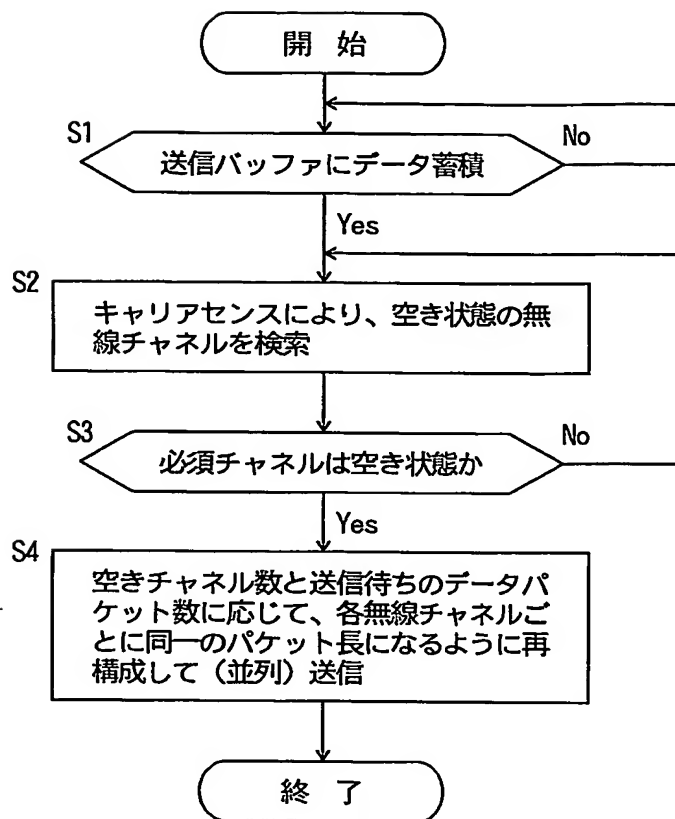 開 始
S1
送信バッファにデータ蓄積
No
Yes
S2
キャリアセンスにより、空き状態の無
線チャネルを検索
S3
必須チャネルは空き状態か
No
Yes
S4
空きチャネル数と送信待ちのデータパ
ケット数に応じて、各無線チャネルご
とに同一のパケット長になるように再
構成して（並列）送信
終 了